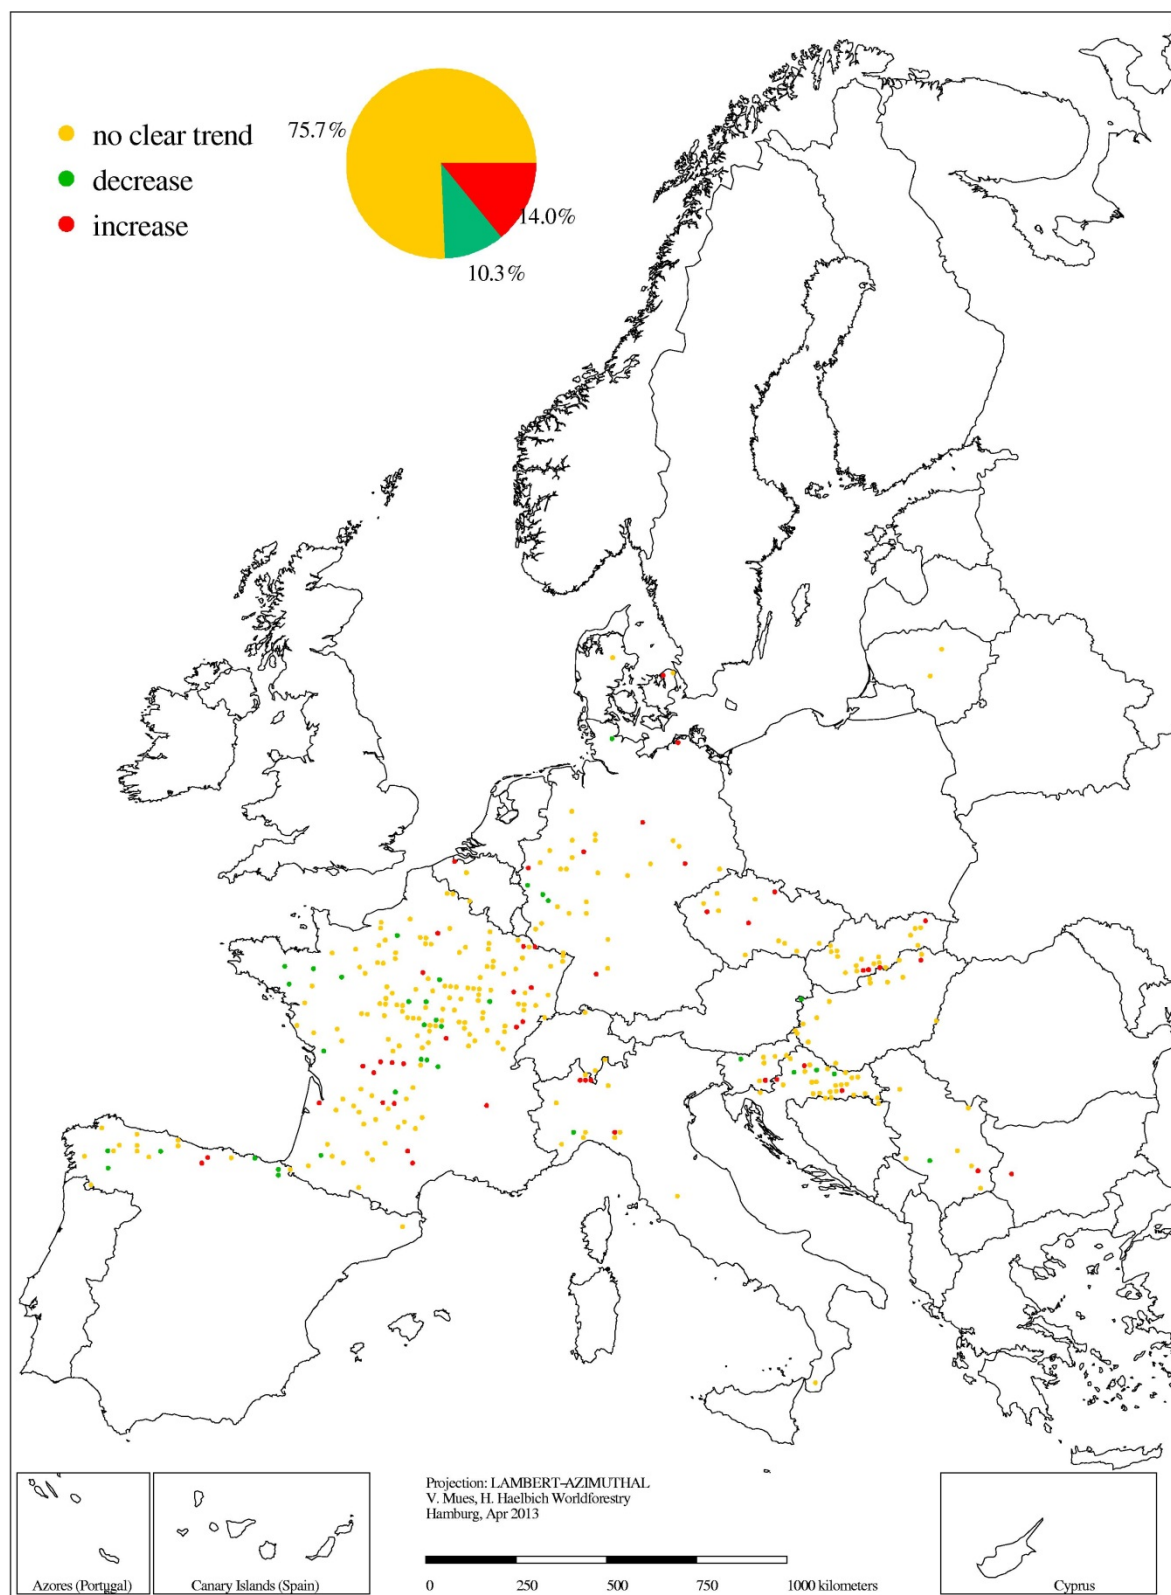 75.7%
no clear trend
decrease
increase
14.0%
10.3%
Projection: LAMBERT-AZIMUTHAL
V. Mues, H. Haelbich Worldforestry
Hamburg, Apr 2013
Azores (Portugal)
Canary Islands (Spain)
0 250 500 750 1000 kilometers
Cyprus